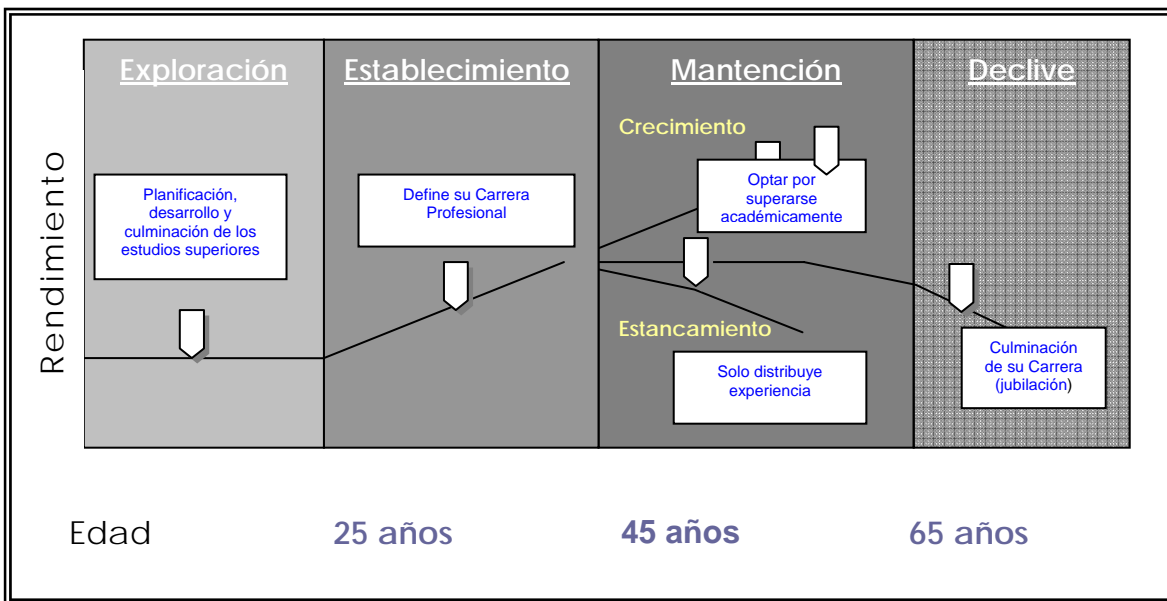 Exploración
Establecimiento
Mantención
Declive
Rendimiento
Planificación,
desarrollo y
culminación de los
estudios superiores
Define su Carrera
Profesional
Crecimiento
Optar por
superarse
académicamente
Estancamiento
Solo distribuye
experiencia
Culminación
de su Carrera
(jubilación)
Edad
25 años
45 años
65 años